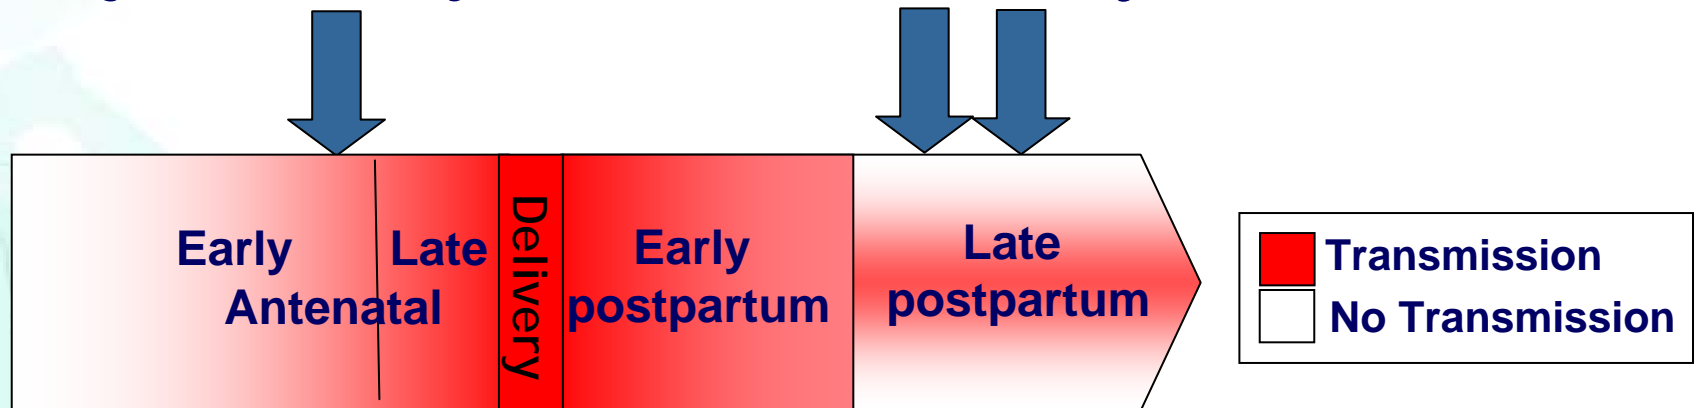 Early
Late
Antenatal
Delivery
Early
postpartum
Late
postpartum
Transmission
No Transmission